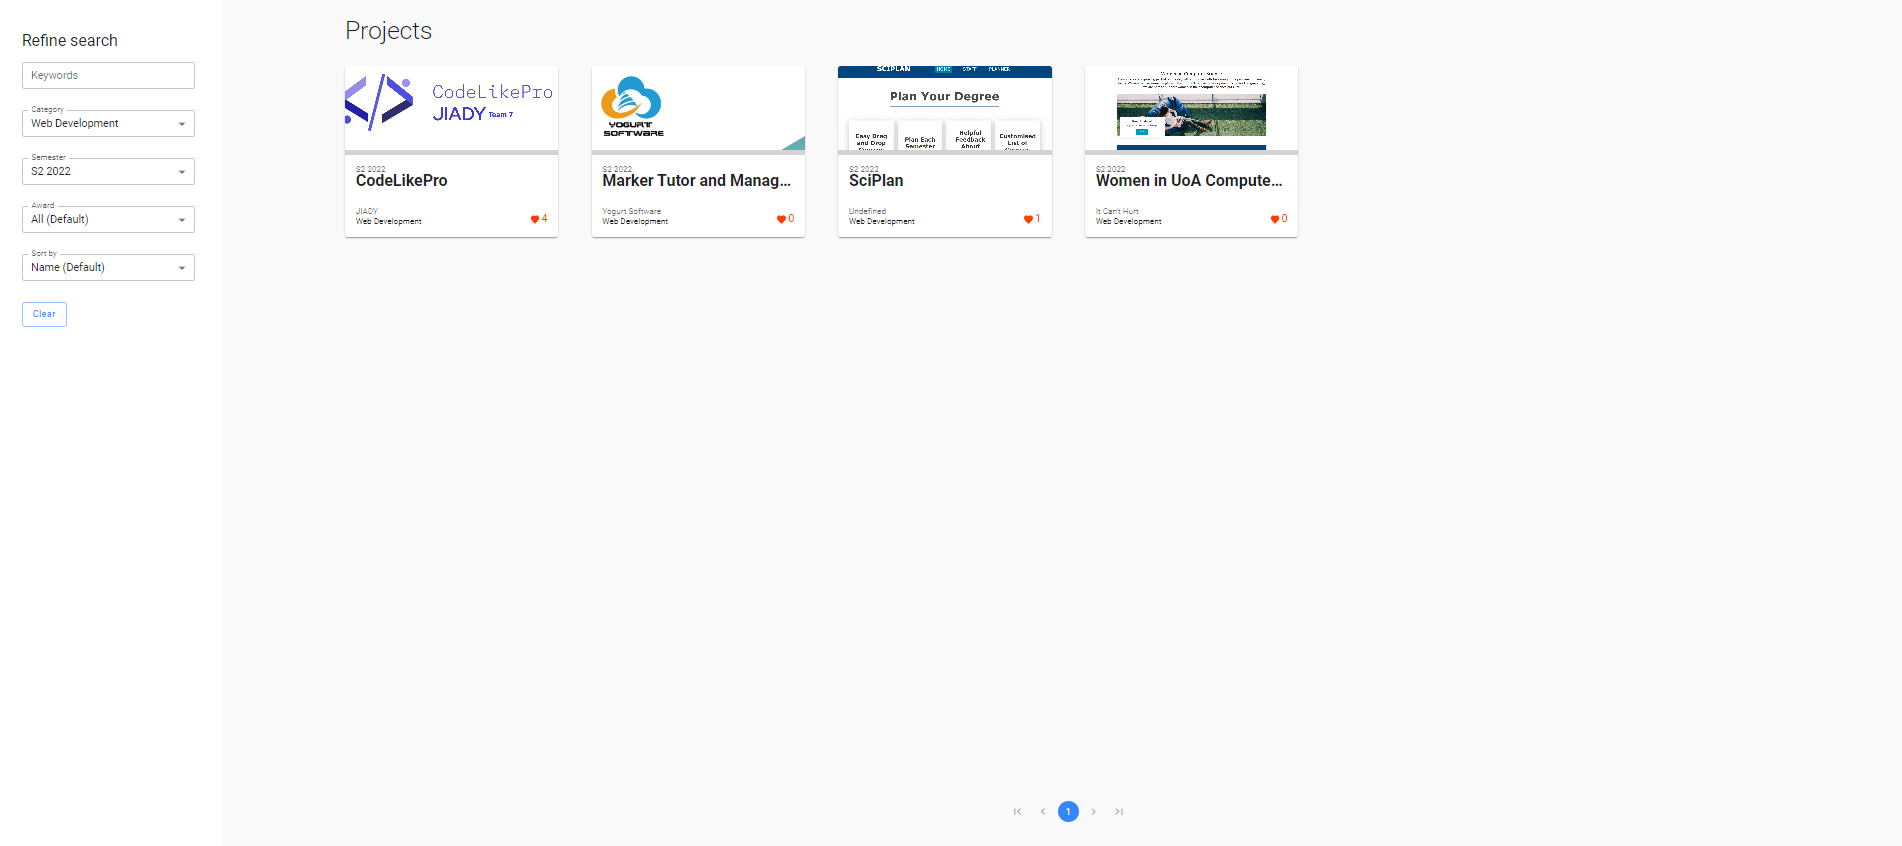 Refine search
Keywords
Category
Web Development
Semester
S2 2022
Award
All (Default)
Sort by
Name (Default)
Clear
Projects
CodeLikePro
JIADY Team 7
S2 2022
CodeLikePro
JIADY
Web Development
4
YOGURT
SOFTWARE
S2 2022
Marker Tutor and Manag...
Yogurt Software
Web Development
0
SCIPLAN
HOME
STAFF
PLANNER
Plan Your Degree
Easy Drag
and Drop
Plan Each
Semester
Helpful
Feedback
About
Customised
List of
S2 2022
SciPlan
Undefined
Web Development
1
S2 2022
Women in UoA Compute...
It Can't Hurt
Web Development
0
1